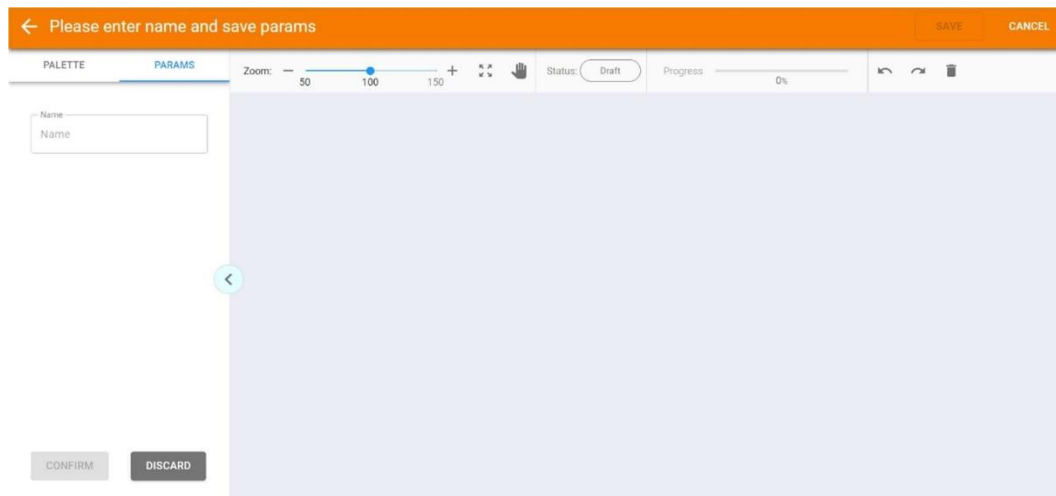 Please enter name and save params
SAVE
CANCEL
PALETTE
PARAMS
Zoom:
50
100
150
Status:
Draft
Progress
0%
Name
Name
CONFIRM
DISCARD